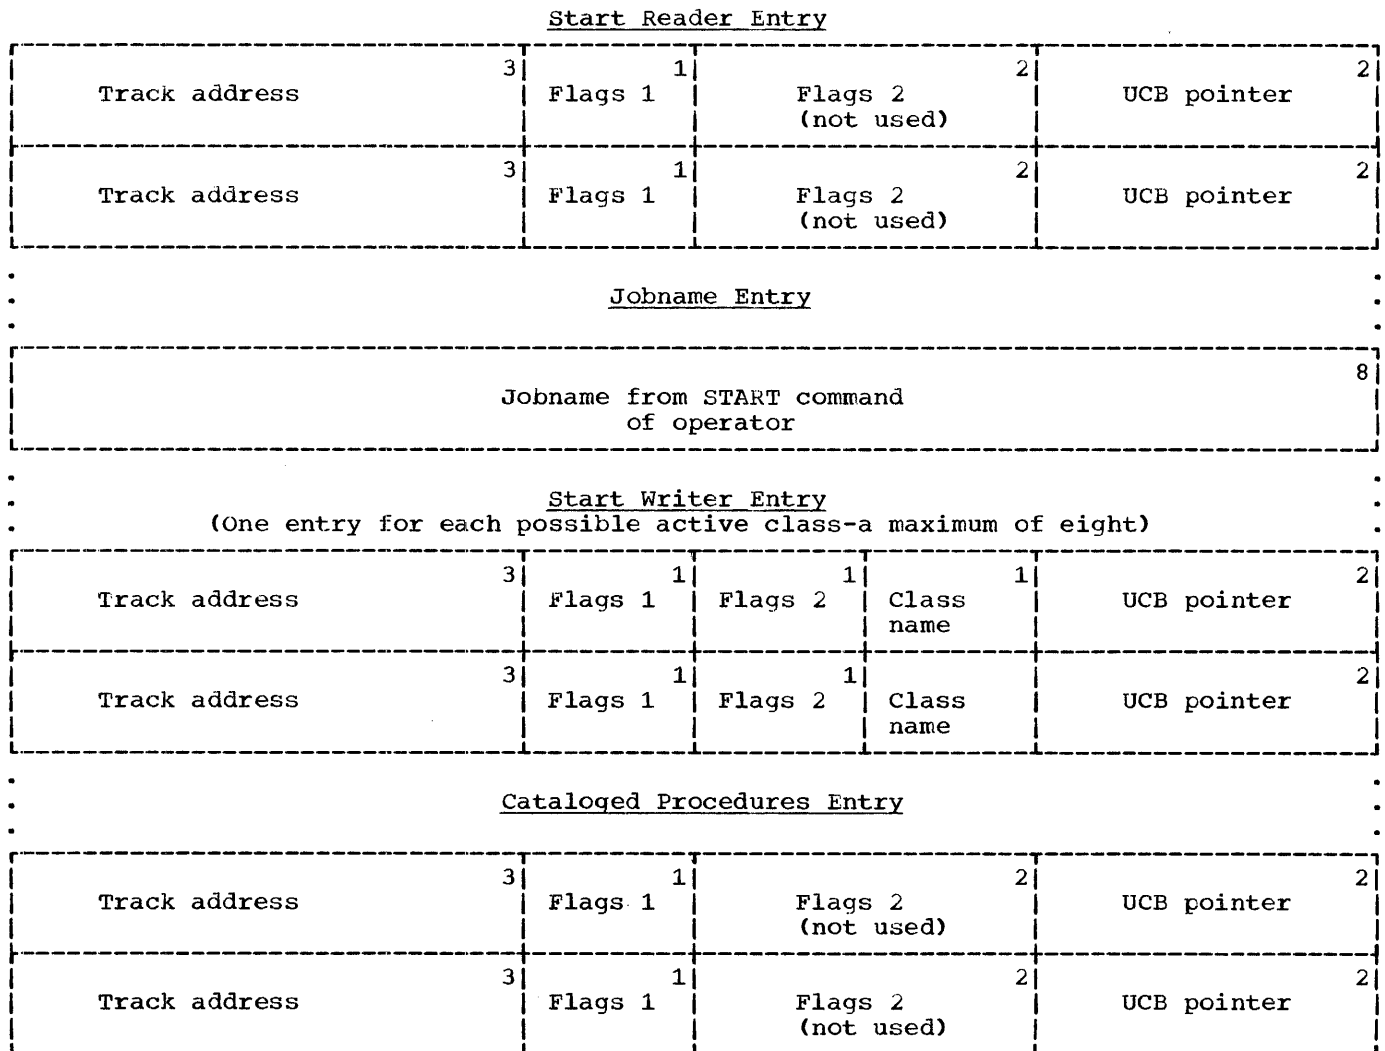 Start Reader Entry
3 1 2 2
Track address Flags 1 Flags 2 UCB pointer
(not used)
3 1 2 2
Track address Flags 1 Flags 2 UCB pointer
(not used)
Jobname Entry
8
Jobname from START command
of operator
Start Writer Entry
(One entry for each possible active class-a maximum of eight)
3 1 1 1 2
Track address Flags 1 Flags 2 Class UCB pointer
name
3 1 1 2
Track address Flags 1 Flags 2 Class UCB pointer
name
Cataloged Procedures Entry
3 1 2 2
Track address Flags 1 Flags 2 UCB pointer
(not used)
3 1 2 2
Track address Flags 1 Flags 2 UCB pointer
(not used)